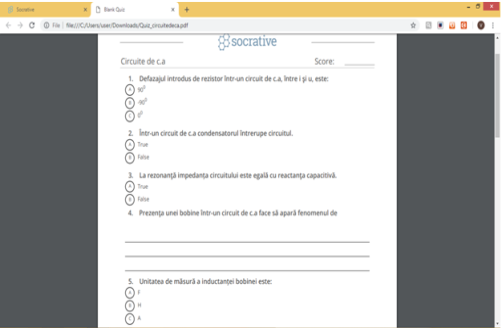 Socrative
Blank Quiz
File | file:///C:/Users/user/Downloads/Quiz_circuitedeca.pdf
socrative
Circuite de c.a
Score:
1. Defazajul introdus de rezistor într-un circuit de c.a, între i și u, este:
A 90⁰
B -90⁰
C 0⁰
2. Într-un circuit de c.a condensatorul întrerupe circuitul.
A True
B False
3. La rezonanță impedanța circuitului este egală cu reactanța capacitivă.
A True
B False
4. Prezența unei bobine într-un circuit de c.a face să apară fenomenul de
5. Unitatea de măsură a inductanței bobinei este:
A F
B H
C A